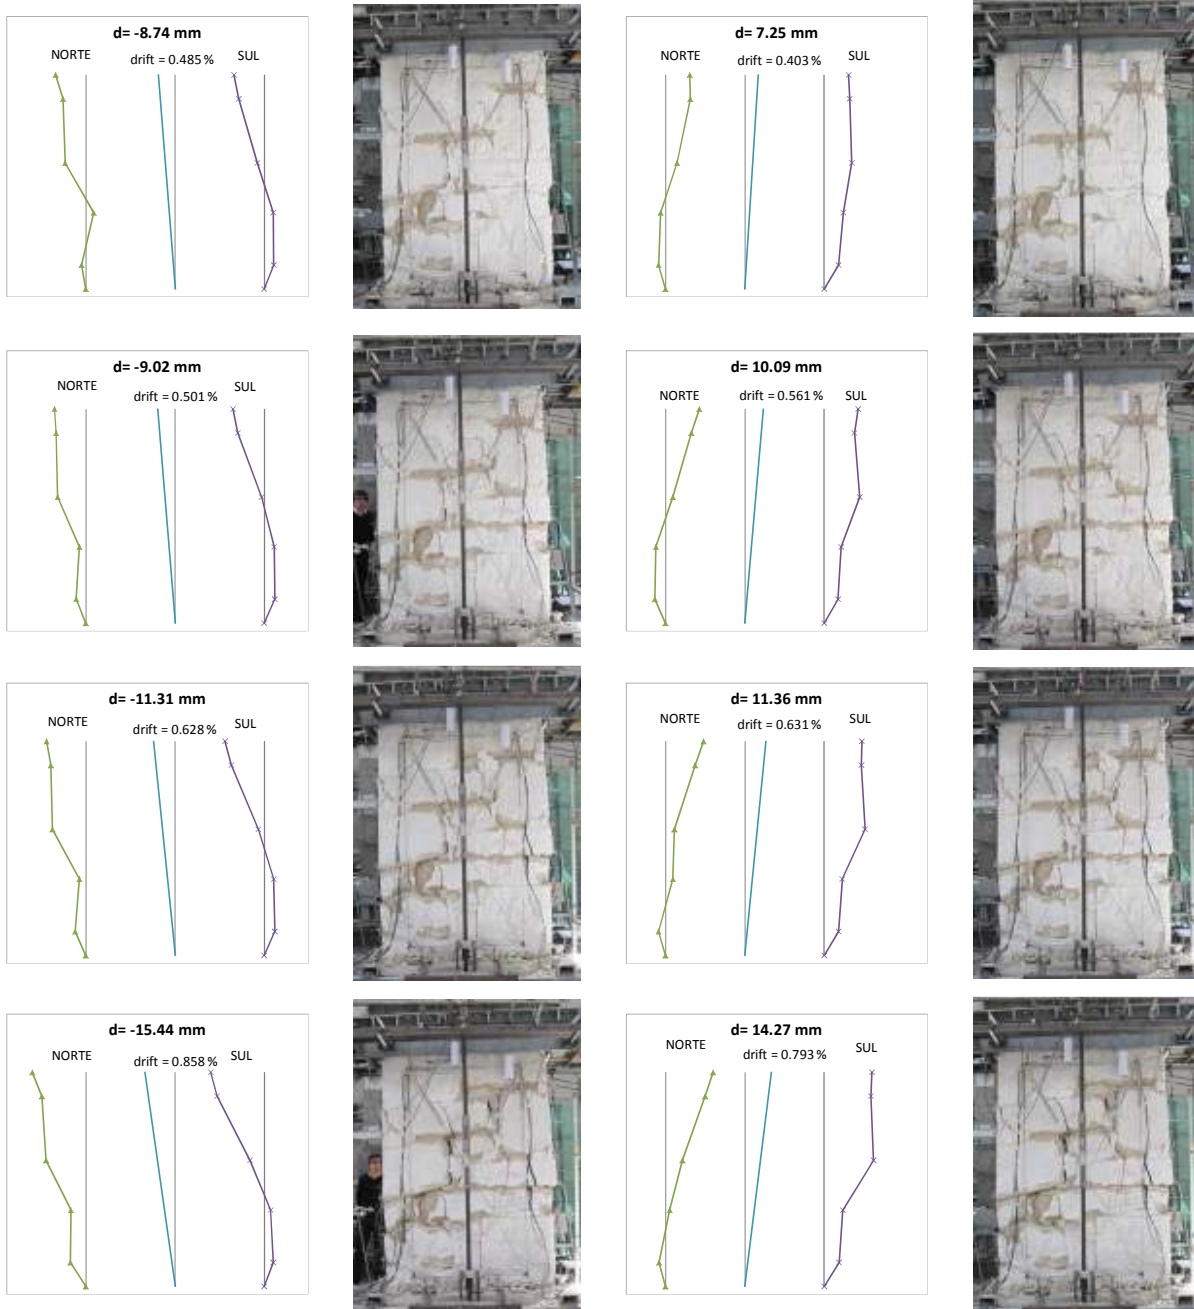 d= -8.74 mm
NORTE
drift = 0.485 %
SUL
d= 7.25 mm
NORTE
drift = 0.403 %
SUL
d= -9.02 mm
NORTE
drift = 0.501 %
SUL
d= 10.09 mm
NORTE
drift = 0.561 %
SUL
d= -11.31 mm
NORTE
drift = 0.628 %
SUL
d= 11.36 mm
NORTE
drift = 0.631 %
SUL
d= -15.44 mm
NORTE
drift = 0.858 %
SUL
d= 14.27 mm
NORTE
drift = 0.793 %
SUL